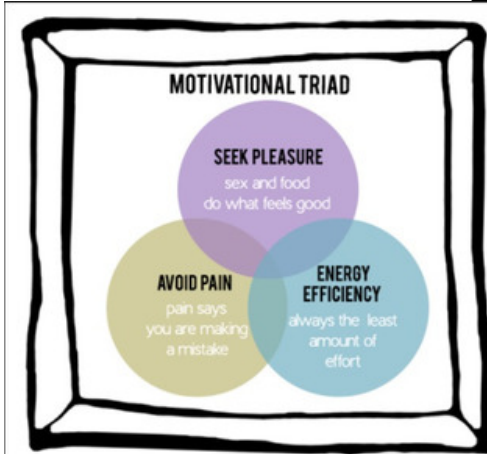 MOTIVATIONAL TRIAD
SEEK PLEASURE
sex and food
do what feels good
AVOID PAIN
pain says
you are making
a mistake
ENERGY
EFFICIENCY
always the least
amount of
effort